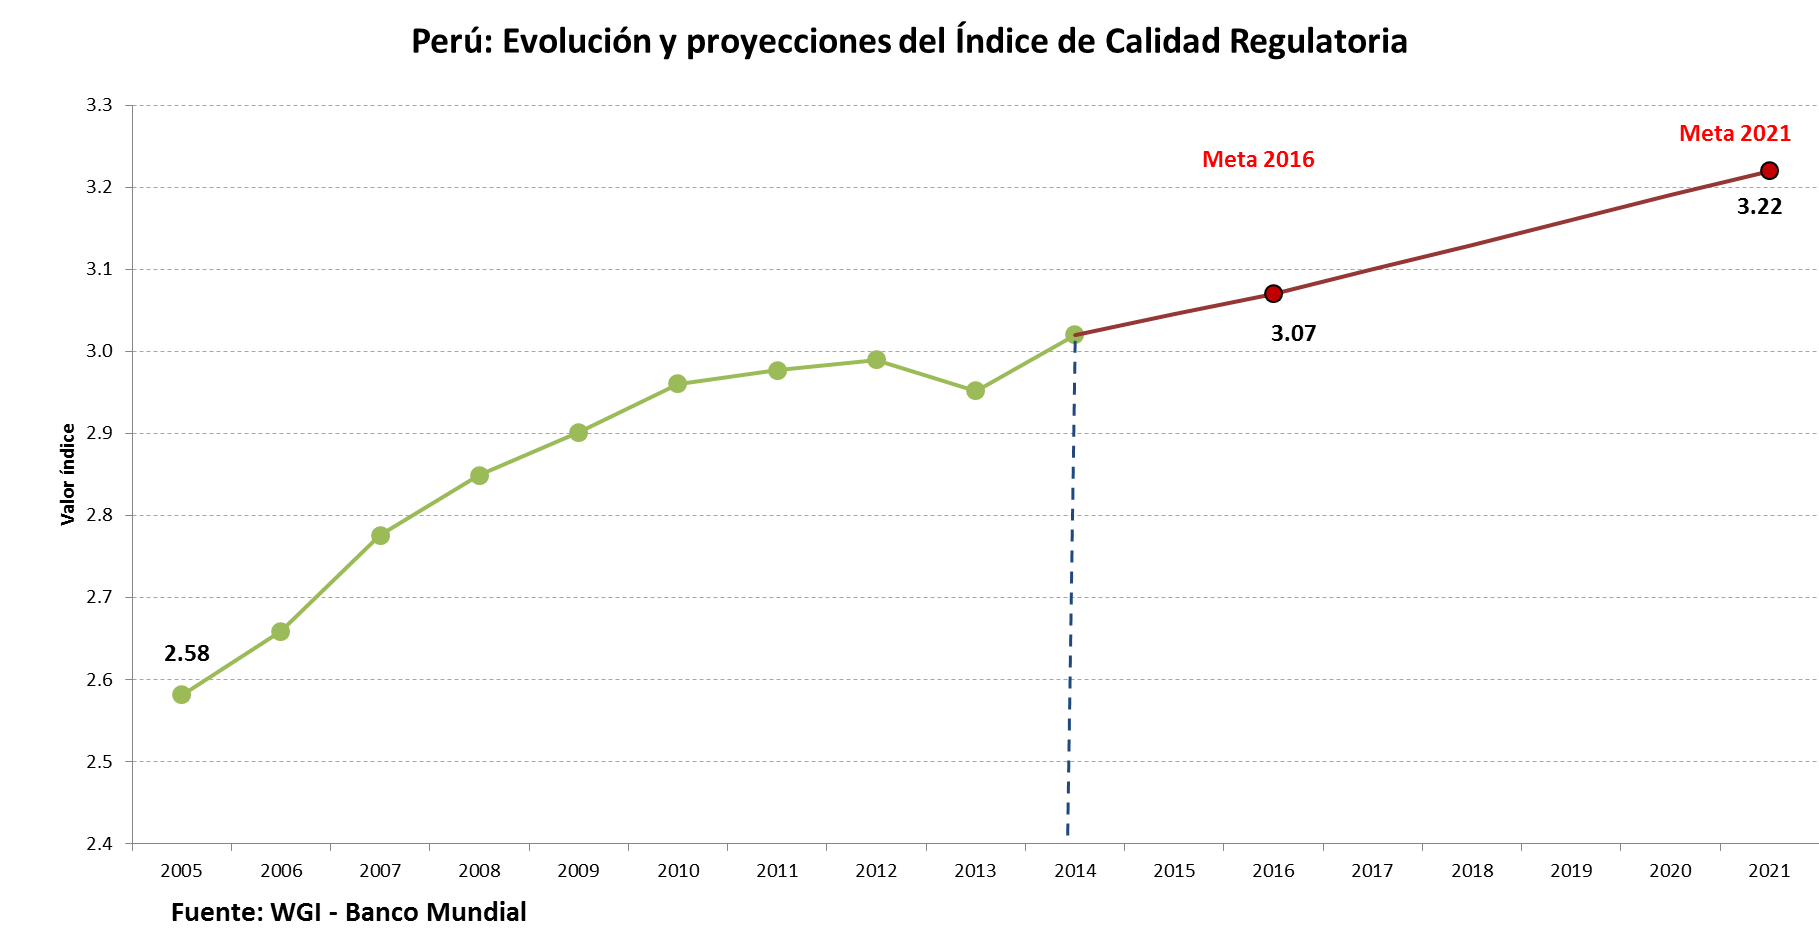 Perú: Evolución y proyecciones del Índice de Calidad Regulatoria
3.3
Meta 2021
Meta 2016
3.2
3.22
3.1
3.07
3.0
2.9
Valor índice
2.8
2.7
2.58
2.6
2.5
2.4
2005 2006 2007 2008 2009 2010 2011 2012 2013 2014 2015 2016 2017 2018 2019 2020 2021
Fuente: WGI - Banco Mundial